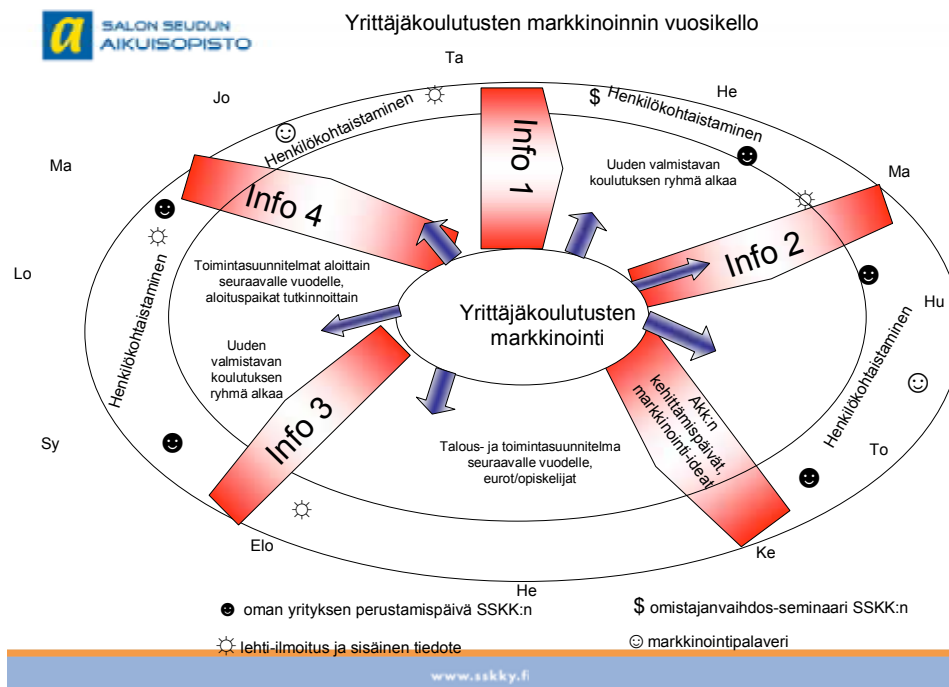 a SALON SEUDUN
AIKUISOPISTO
Yrittäjäkoulutusten markkinoinnin vuosikello
Ta
He
Ma
Hu
To
Ke
He
Elo
Sy
Lo
Ma
Jo
Henkilökohtaistaminen
$ Henkilökohtaistaminen
Info 1
Uuden valmistavan
koulutuksen ryhmä alkaa
Info 4
Info 2
Toimintasuunnitelmat aloittain
seuraavalle vuodelle,
aloituspaikat tutkinnoittain
Yrittäjäkoulutusten
markkinointi
Henkilökohtaistaminen
Henkilökohtaistaminen
Uuden
valmistavan
koulutuksen
ryhmä alkaa
Info 3
Akk:n
kehittämispäivät,
markkinointi-ideat
Talous- ja toimintasuunnitelma
seuraavalle vuodelle,
eurot/opiskelijat
☻ oman yrityksen perustamispäivä SSKK:n
$ omistajanvaihdos-seminaari SSKK:n
☼ lehti-ilmoitus ja sisäinen tiedote
☺ markkinointipalaveri
www.sskky.fi